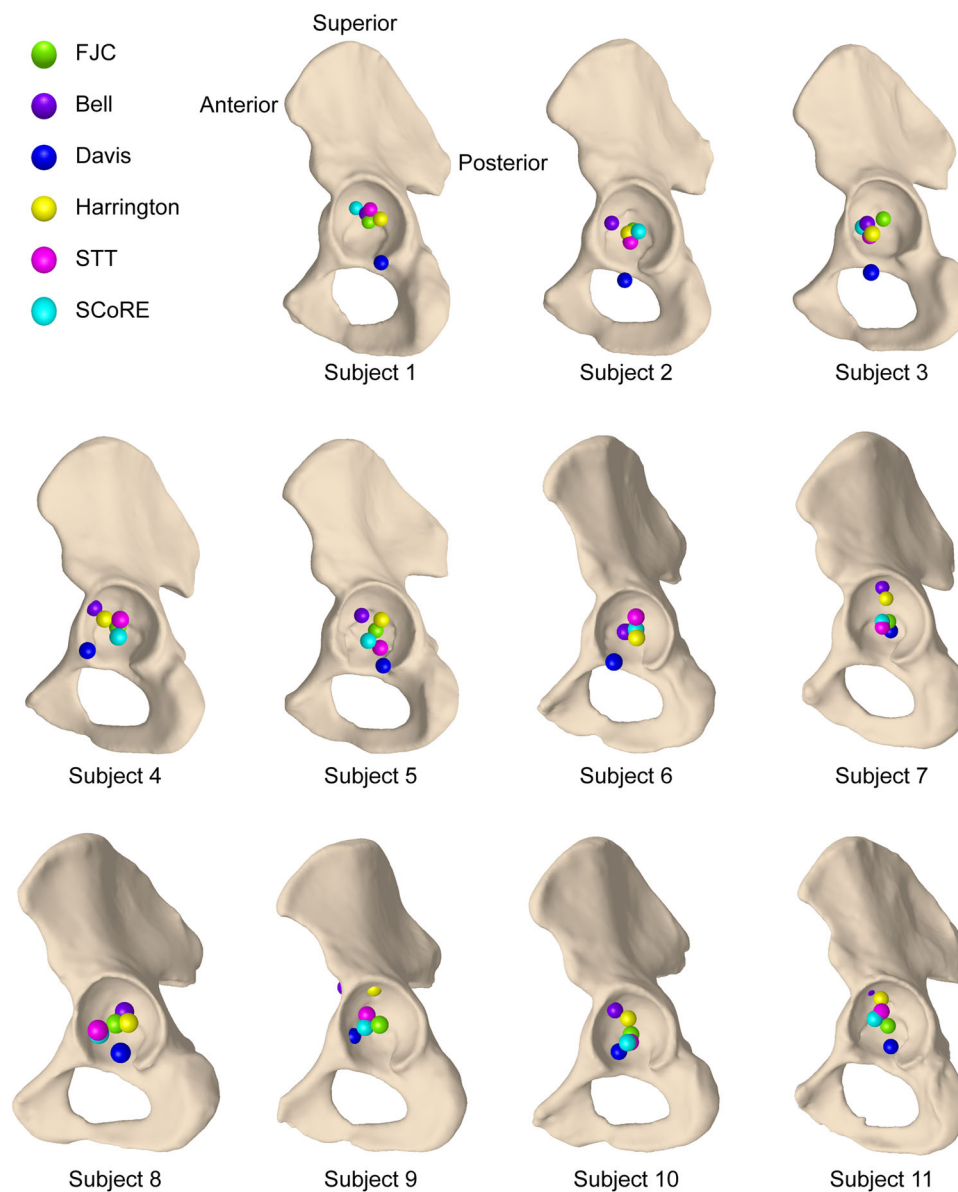 Superior
FJC
Bell
Anterior
Davis
Posterior
Harrington
STT
SCoRE
Subject 1
Subject 2
Subject 3
Subject 4
Subject 5
Subject 6
Subject 7
Subject 8
Subject 9
Subject 10
Subject 11